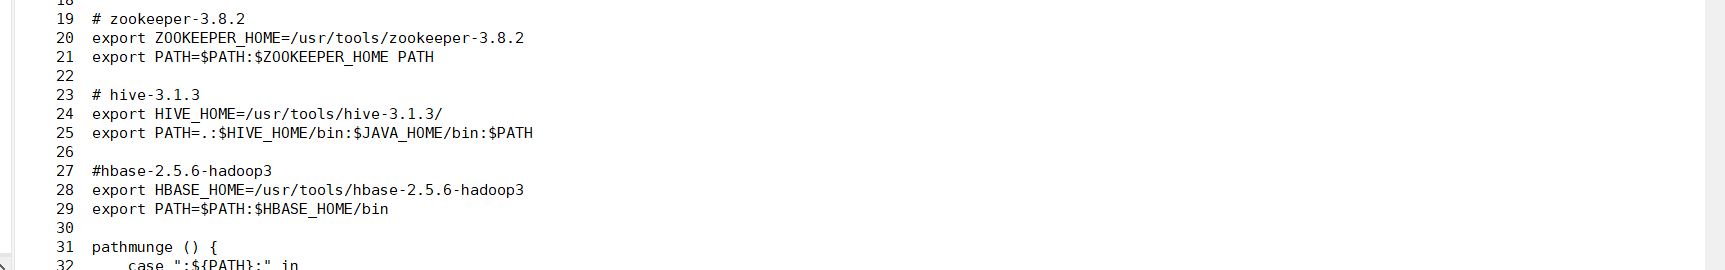 18
19 # zookeeper-3.8.2
20 export ZOOKEEPER_HOME=/usr/tools/zookeeper-3.8.2
21 export PATH=$PATH:$ZOOKEEPER_HOME PATH
22
23 # hive-3.1.3
24 export HIVE_HOME=/usr/tools/hive-3.1.3/
25 export PATH=.:$HIVE_HOME/bin:$JAVA_HOME/bin:$PATH
26
27 #hbase-2.5.6-hadoop3
28 export HBASE_HOME=/usr/tools/hbase-2.5.6-hadoop3
29 export PATH=$PATH:$HBASE_HOME/bin
30
31 pathmunge () {
32     case ":${PATH}:" in